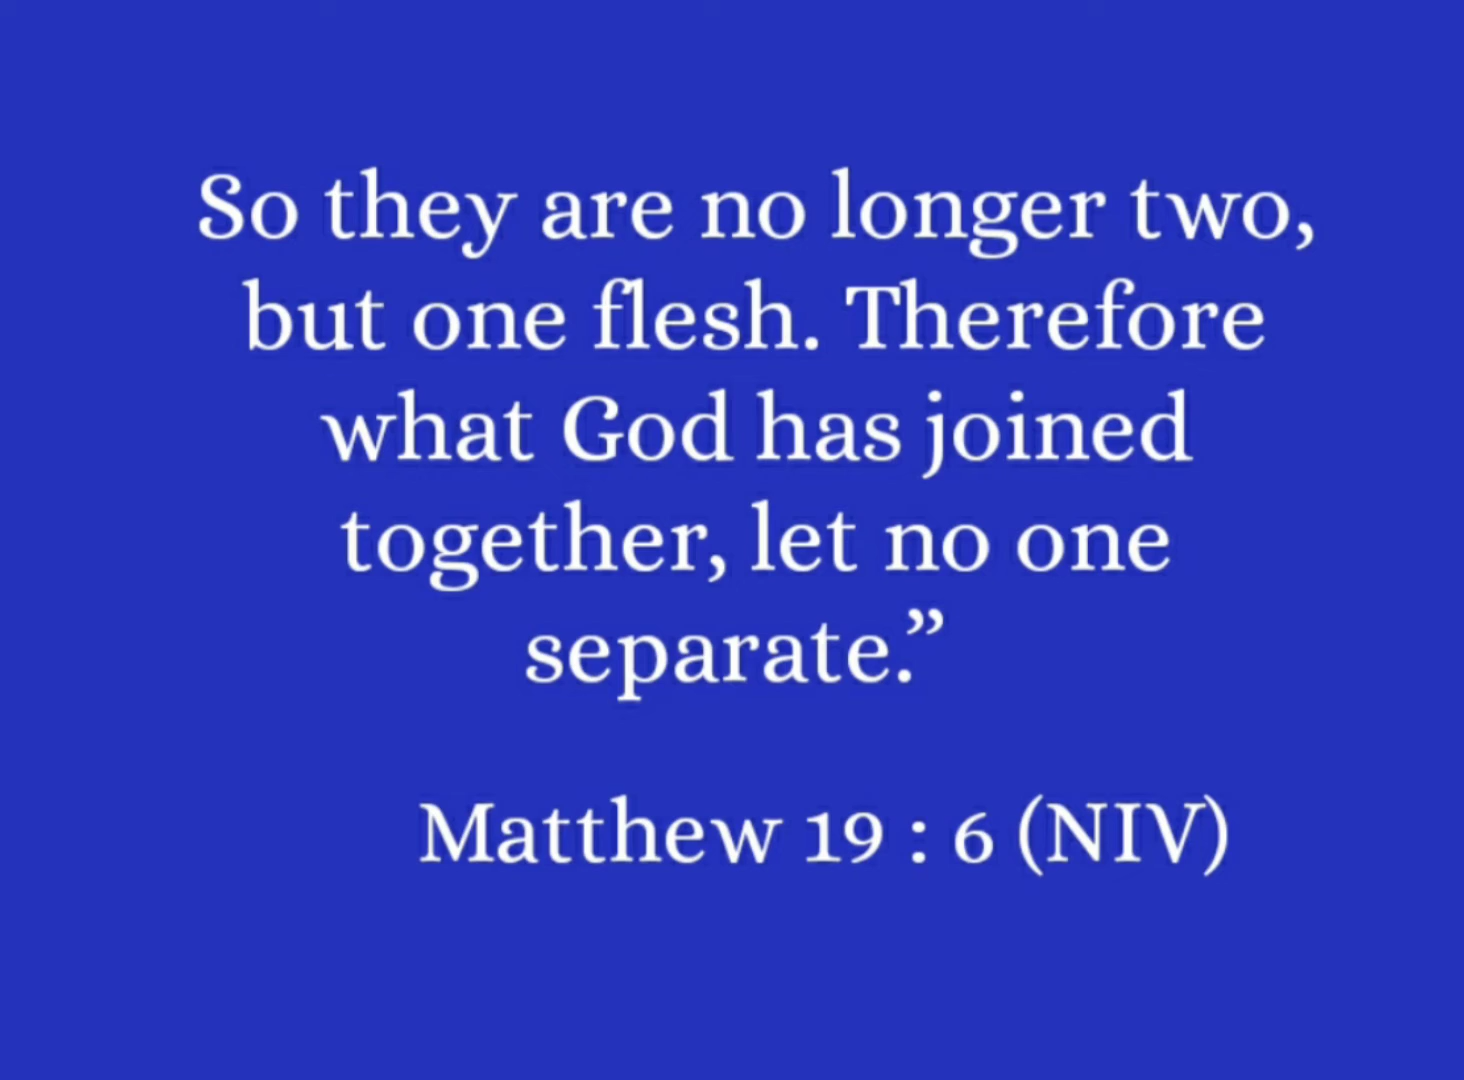 So they are no longer two,
but one flesh. Therefore
what God has joined
together, let no one
separate.”
Matthew 19 : 6 (NIV)